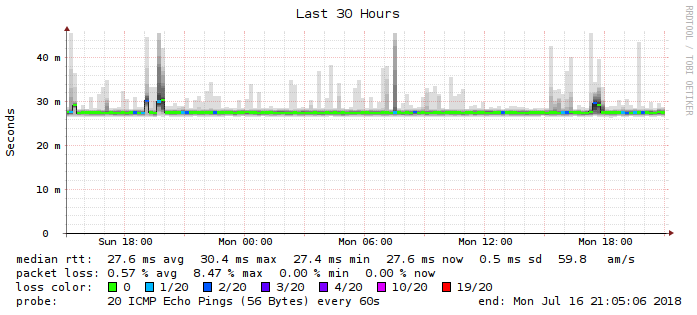 Last 30 Hours
RRDTOOL / TOBI OETIKER
Seconds
40 m
30 m
20 m
10 m
0
Sun 18:00 Mon 00:00 Mon 06:00 Mon 12:00 Mon 18:00
median rtt: 27.6 ms avg 30.4 ms max 27.4 ms min 27.6 ms now 0.5 ms sd 59.8 am/s
packet loss: 0.57 % avg 8.47 % max 0.00 % min 0.00 % now
loss color: 0 1/20 2/20 3/20 4/20 10/20 19/20
probe: 20 ICMP Echo Pings (56 Bytes) every 60s end: Mon Jul 16 21:05:06 2018